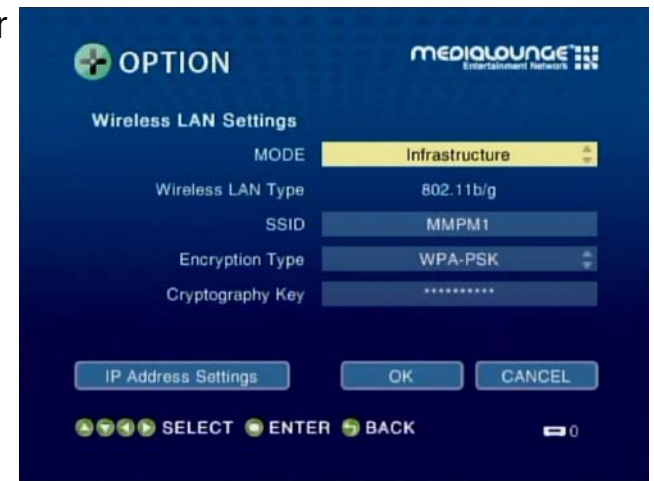 r
OPTION
MEDIALOUNGE
Entertainment Network
Wireless LAN Settings
MODE Infrastructure
Wireless LAN Type 802.11b/g
SSID MMPM1
Encryption Type WPA-PSK
Cryptography Key **********
IP Address Settings OK CANCEL
SELECT ENTER BACK 0